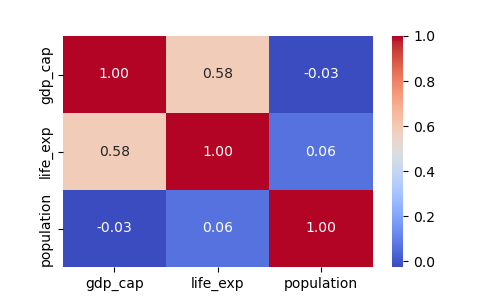 gdp_cap 1.00 0.58 -0.03
life_exp 0.58 1.00 0.06
population -0.03 0.06 1.00
gdp_cap life_exp population
1.0
0.8
0.6
0.4
0.2
0.0